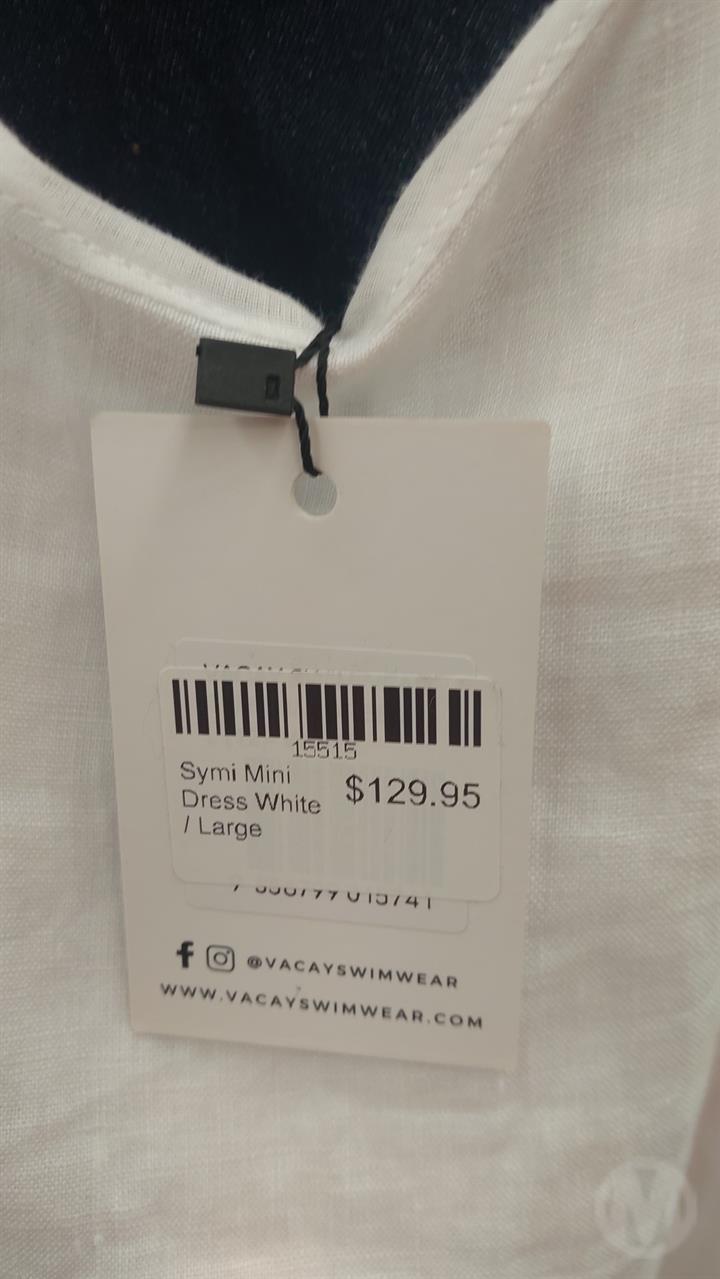 15515
Symi Mini
Dress White
/ Large
$129.95
@VACAYSWIMWEAR
WWW.VACAYSWIMWEAR.COM